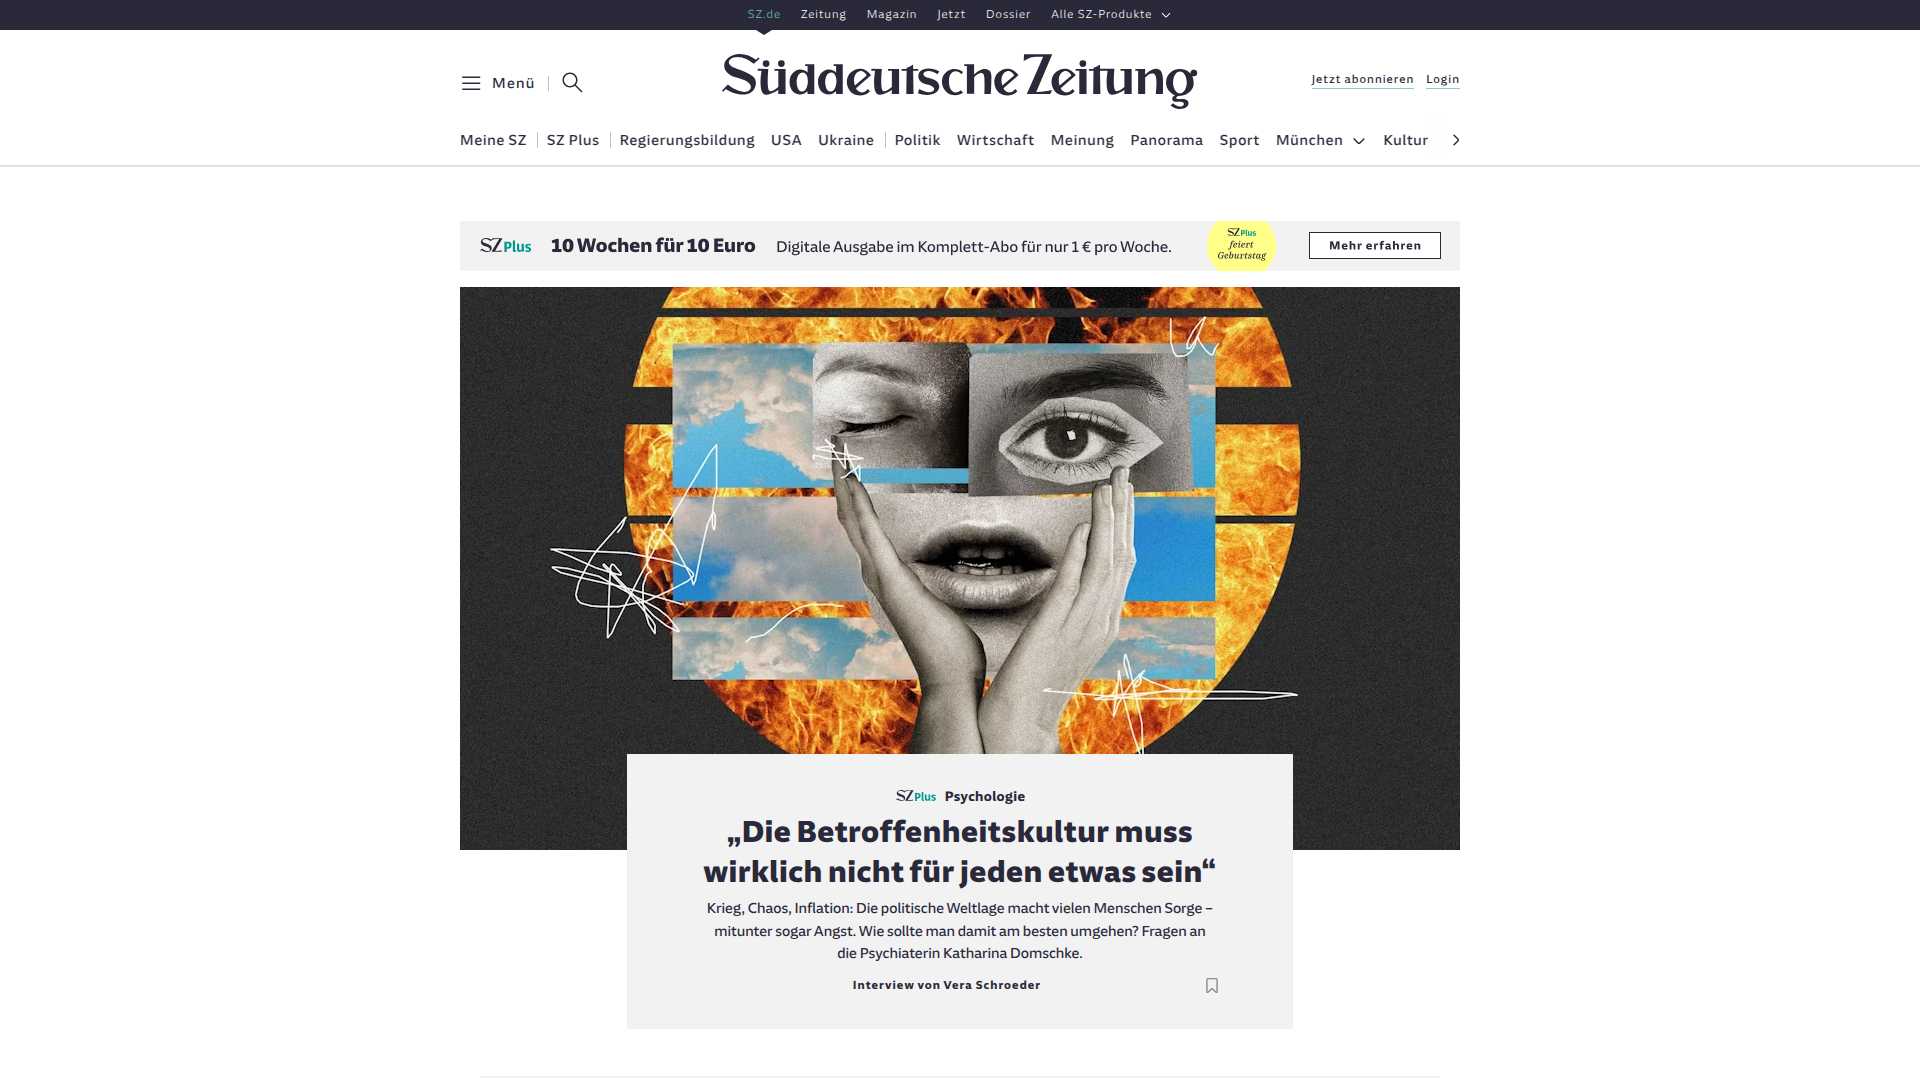 SZ.de Zeitung Magazin Jetzt Dossier Alle SZ-Produkte
Menü
Süddeutsche Zeitung
Jetzt abonnieren Login
Meine SZ SZ Plus Regierungsbildung USA Ukraine Politik Wirtschaft Meinung Panorama Sport München Kultur
SZ Plus 10 Wochen für 10 Euro Digitale Ausgabe im Komplett-Abo für nur 1 € pro Woche.
SZ Plus
feiert
Geburtstag
Mehr erfahren
SZ Plus Psychologie
„Die Betroffenheitskultur muss
wirklich nicht für jeden etwas sein“
Krieg, Chaos, Inflation: Die politische Weltlage macht vielen Menschen Sorge –
mitunter sogar Angst. Wie sollte man damit am besten umgehen? Fragen an
die Psychiaterin Katharina Domschke.
Interview von Vera Schroeder